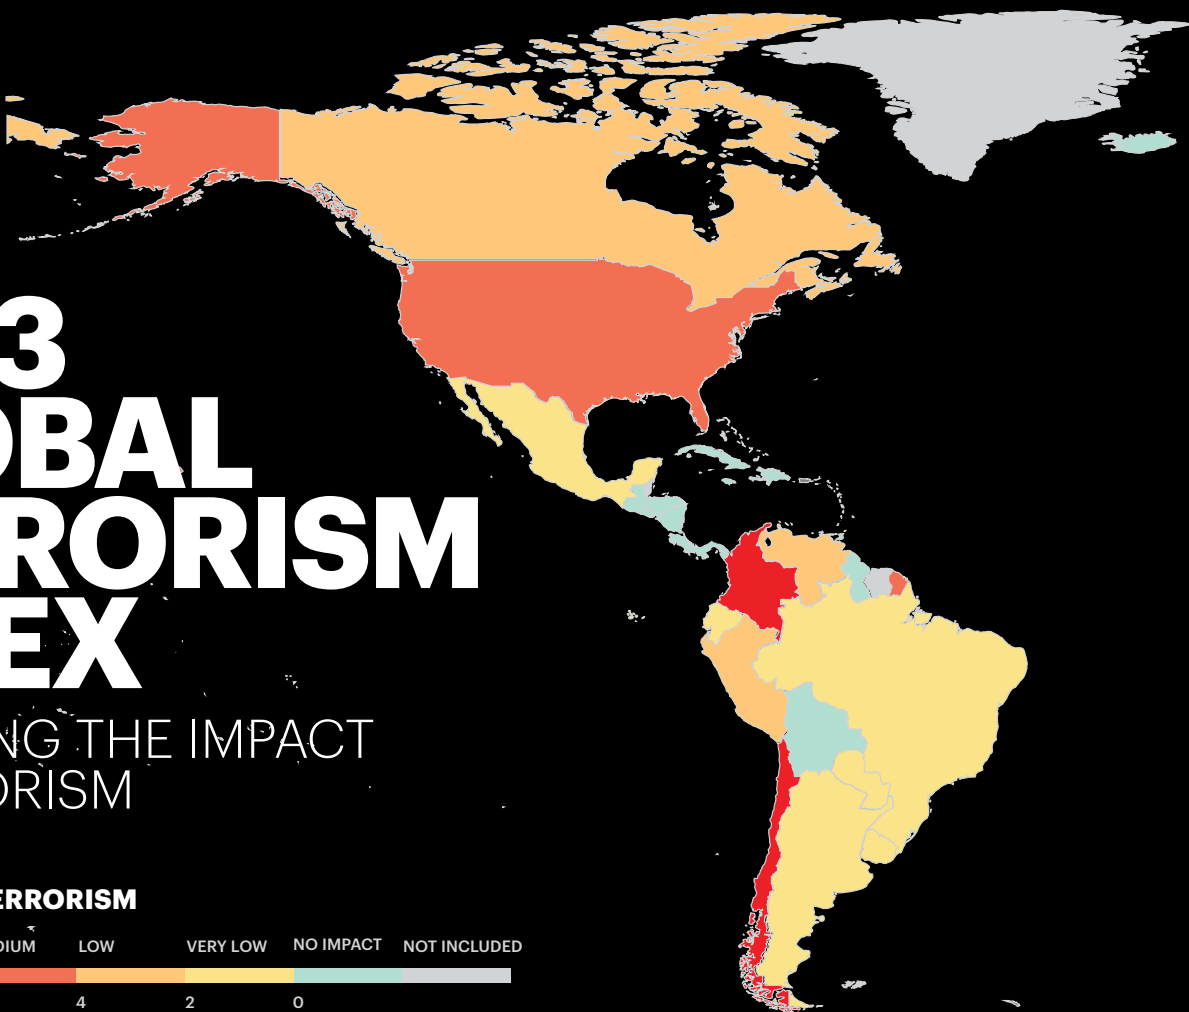 3
OBAL
RRORISM
EX
NG THE IMPACT
ORISM
ERRORISM
DIUM LOW VERY LOW NO IMPACT NOT INCLUDED
4 2 0